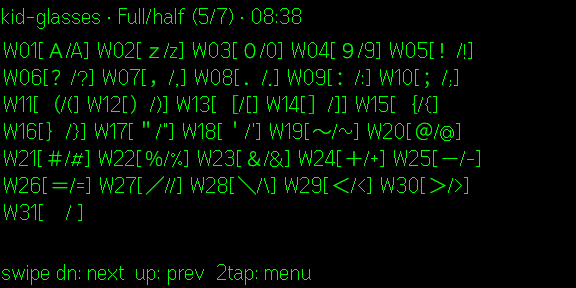 kid-glasses · Full/half (5/7) · 08:38
W01[Ａ/A] W02[ｚ/z] W03[０/0] W04[９/9] W05[！/!]
W06[？/?] W07[，/,] W08[．/.] W09[：/:] W10[；/;]
W11[（/(] W12[）/)] W13[［/[] W14[］/]] W15[｛/{]
W16[｝/}] W17[＂/"] W18[＇/'] W19[～/~] W20[＠/@]
W21[＃/#] W22[％/%] W23[＆/&] W24[＋/+] W25[－/-]
W26[＝/=] W27[／//] W28[＼/\] W29[＜/<] W30[＞/>]
W31[　/ ]
swipe dn: next  up: prev  2tap: menu